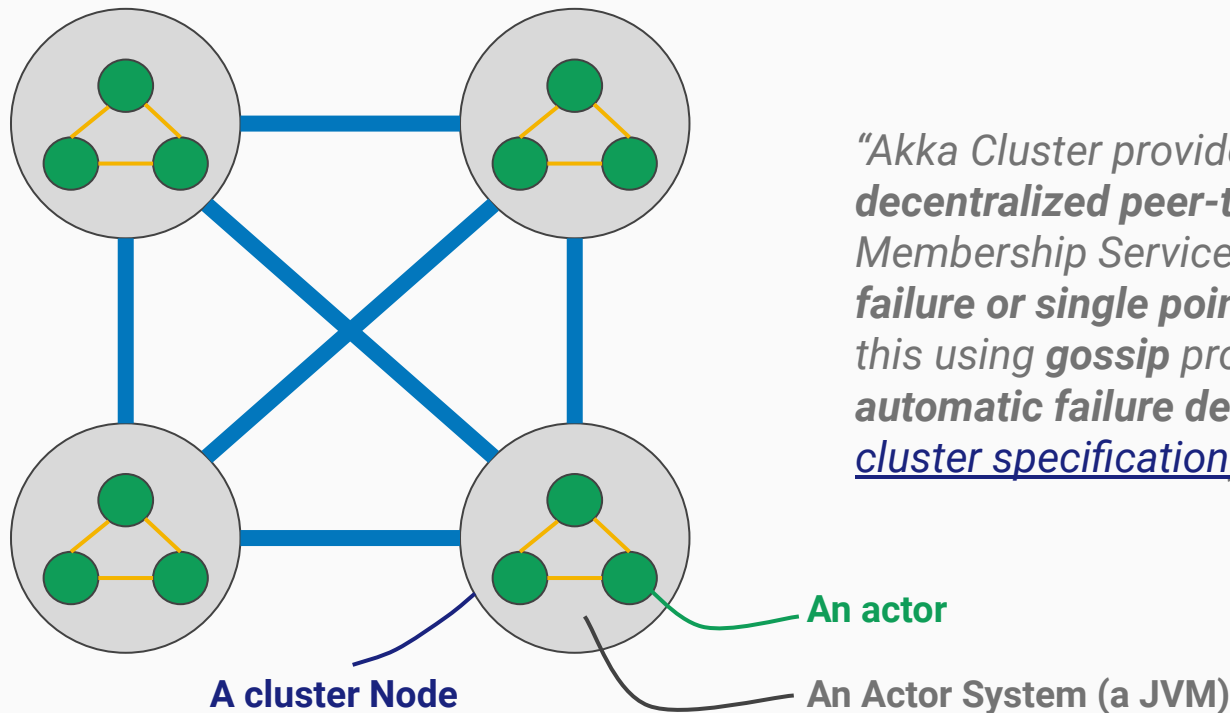 “Akka Cluster provide
decentralized peer-t
Membership Service
failure or single poin
this using gossip pro
automatic failure de
cluster specification
An actor
A cluster Node
An Actor System (a JVM)